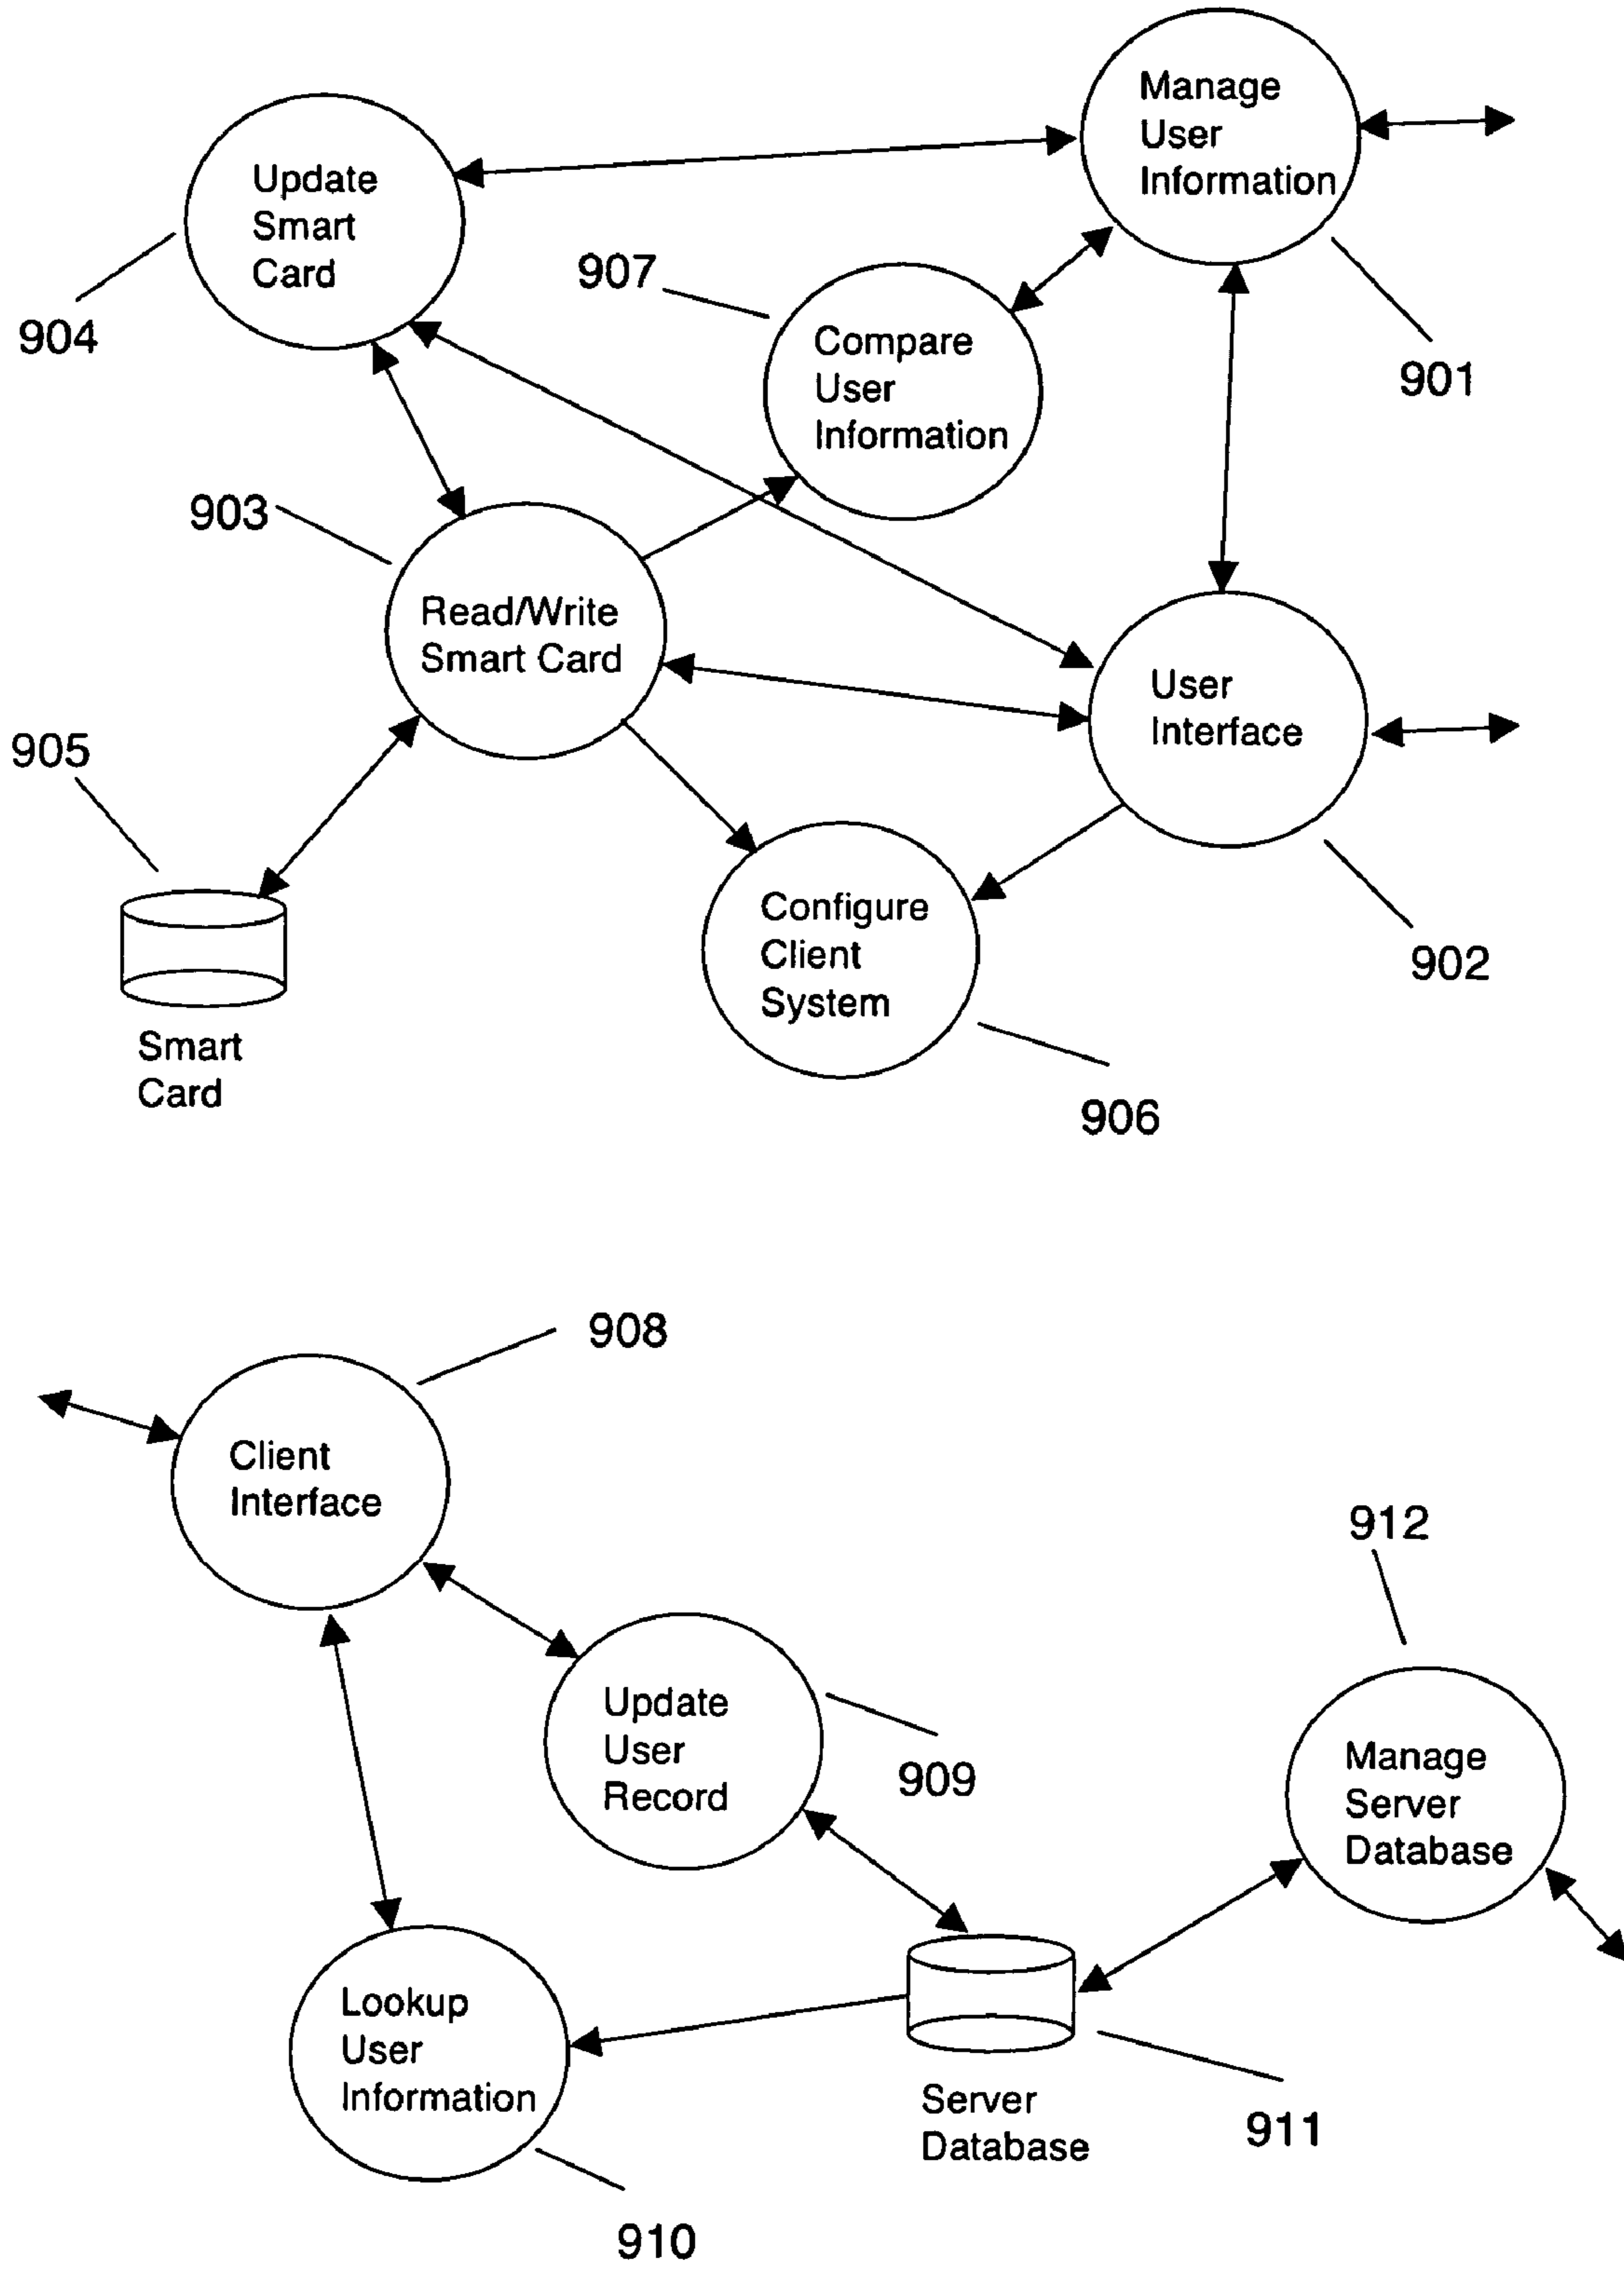 Manage
User
Information
901
Update
Smart
Card
904
907
Compare
User
Information
903
Read/Write
Smart Card
User
Interface
902
905
Smart
Card
Configure
Client
System
906
908
Client
Interface
912
Update
User
Record
909
Manage
Server
Database
Lookup
User
Information
910
Server
Database
911